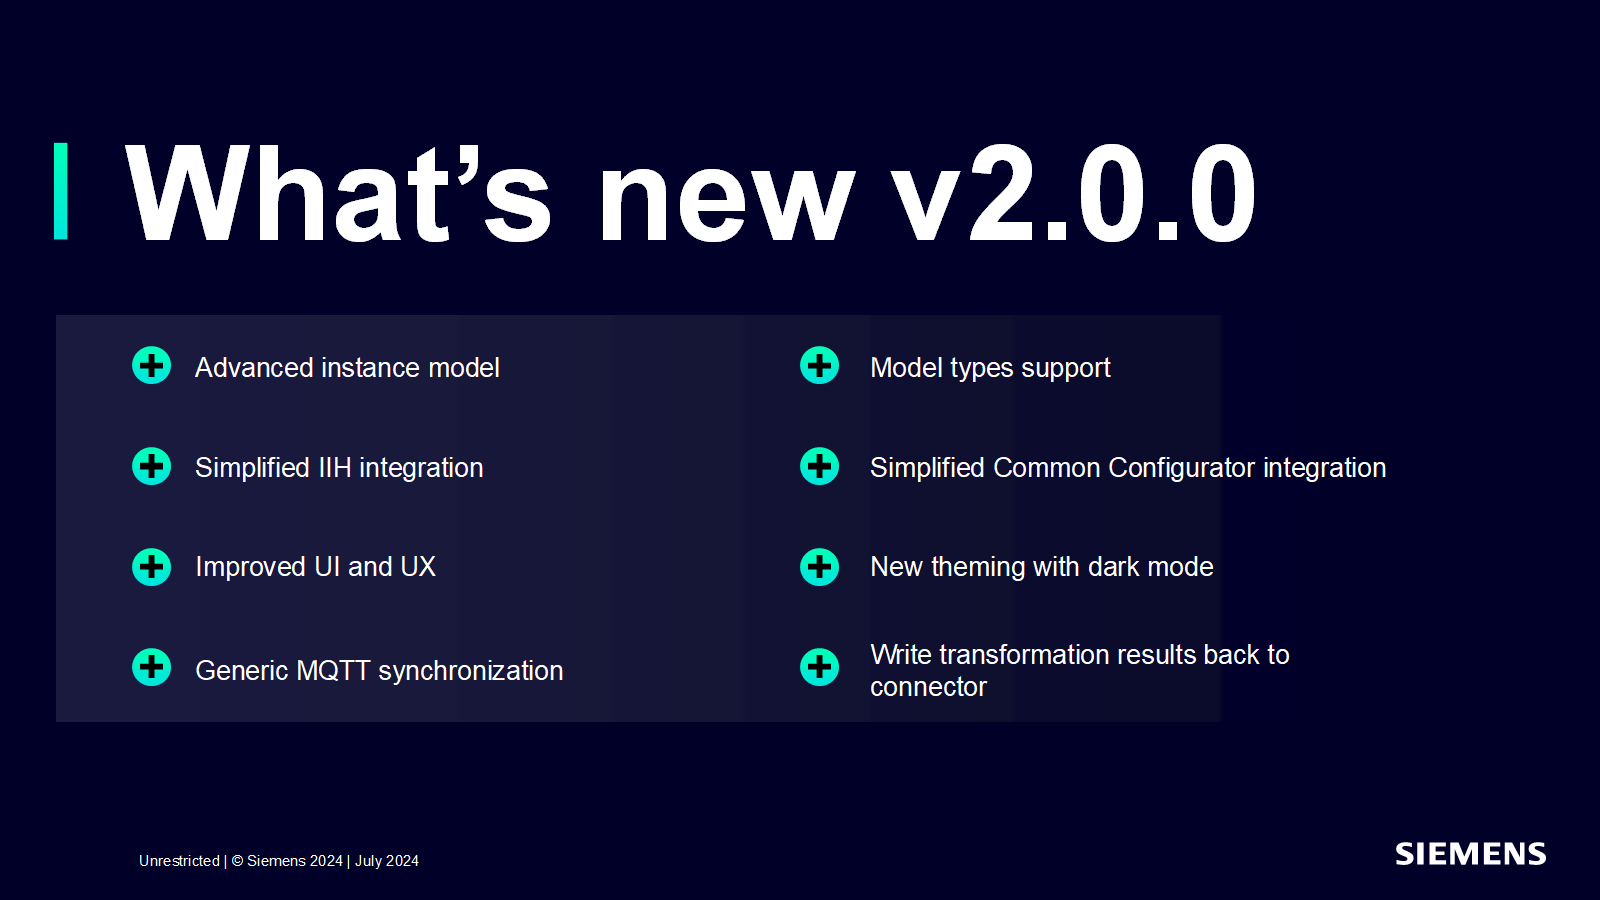 What’s new v2.0.0
Advanced instance model
Model types support
Simplified IIH integration
Simplified Common Configurator integration
Improved UI and UX
New theming with dark mode
Generic MQTT synchronization
Write transformation results back to
connector
Unrestricted | © Siemens 2024 | July 2024
SIEMENS